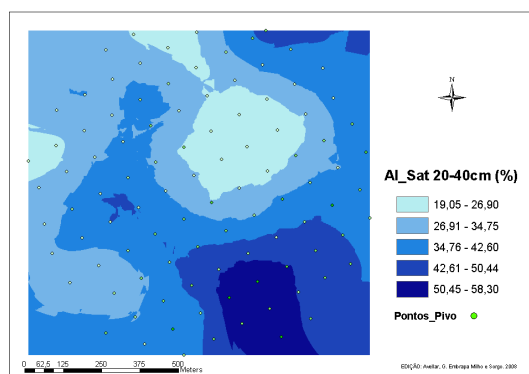 N
Al_Sat 20-40cm (%)
19,05 - 26,90
26,91 - 34,75
34,76 - 42,60
42,61 - 50,44
50,45 - 58,30
Pontos_Pivo
0 62,5 125 250 375 500
Meters
EDIÇÃO: Avellar, G. Embrapa Milho e Sorgo. 2008